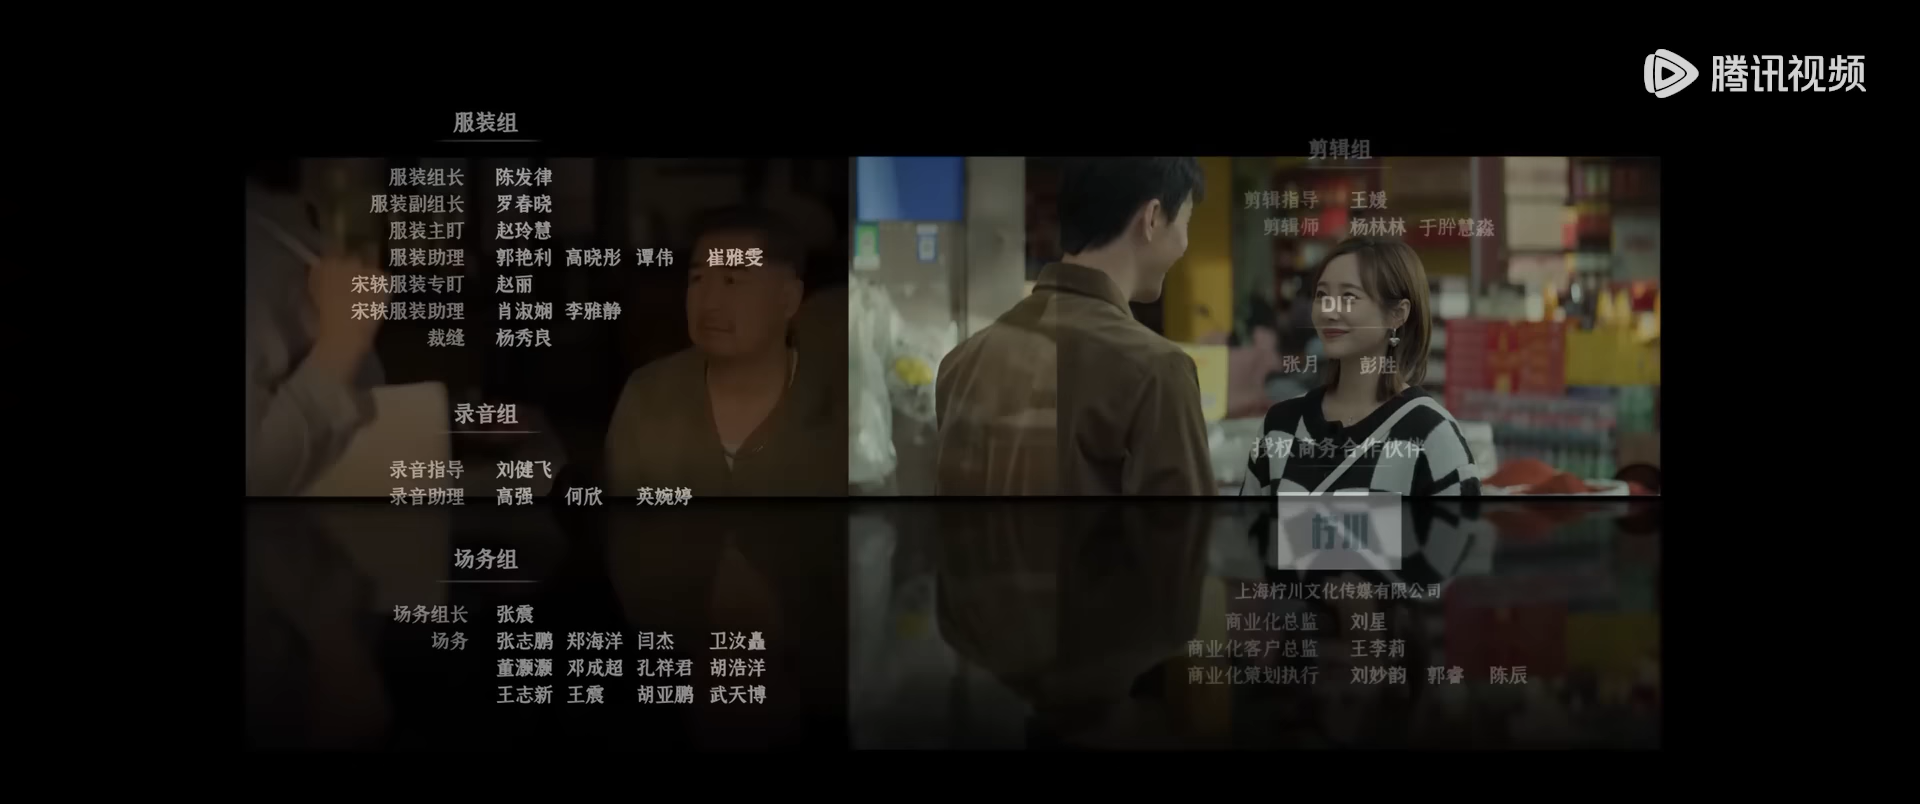 腾讯视频
服装组
服装组长 陈发律
服装副组长 罗春晓
服装主盯 赵玲慧
服装助理 郭艳利 高晓彤 谭伟 崔雅雯
宋轶服装专盯 赵丽
宋轶服装助理 肖淑娴 李雅静
裁缝 杨秀良
录音组
录音指导 刘健飞
录音助理 高强 何欣 英婉婷
场务组
场务组长 张震
场务 张志鹏 郑海洋 闫杰 卫汝矗
董灏灏 邓成超 孔祥君 胡浩洋
王志新 王震 胡亚鹏 武天博
剪辑组
剪辑指导 王媛
剪辑师 杨林林
DIT
张月 彭胜
授权商务合作伙伴
柠川
上海柠川文化传媒有限公司
商业化总监 刘星
商业化客户总监 王李莉
商业化策划执行 刘妙韵 郭睿 陈辰